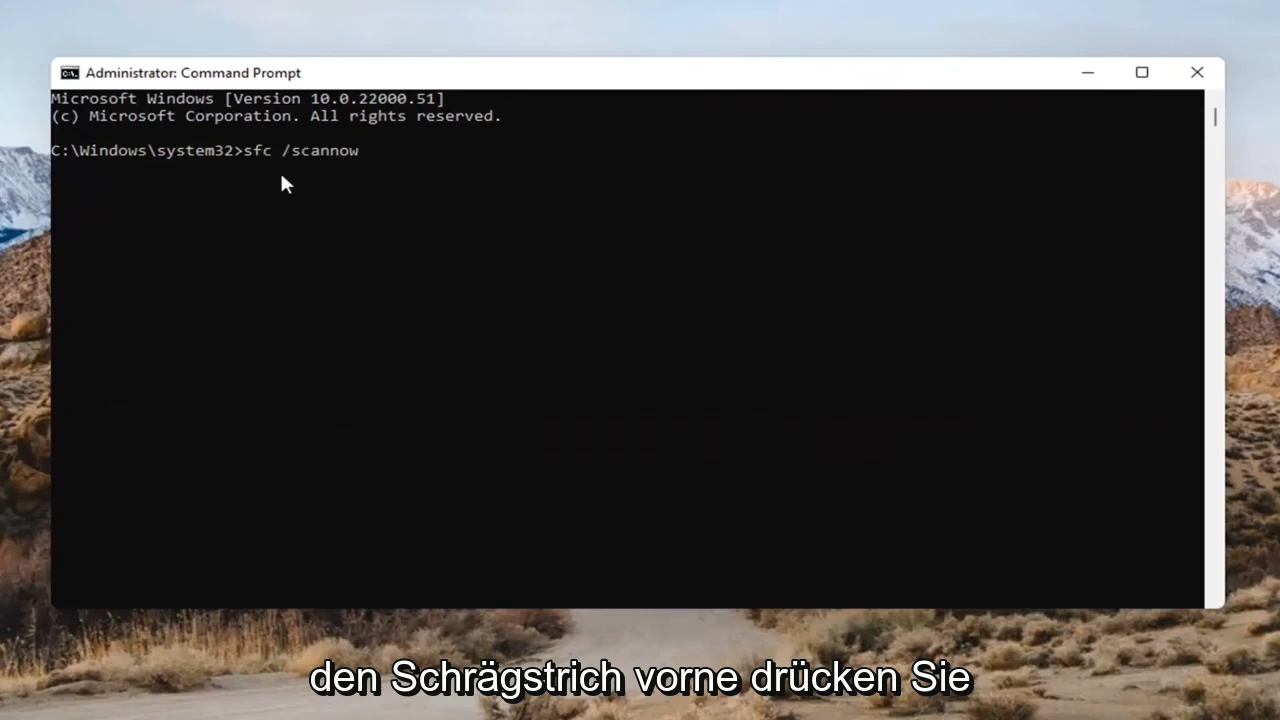 Administrator: Command Prompt
Microsoft Windows [Version 10.0.22000.51]
(c) Microsoft Corporation. All rights reserved.
C:\Windows\system32>sfc /scannow
den Schrägstrich vorne drücken Sie